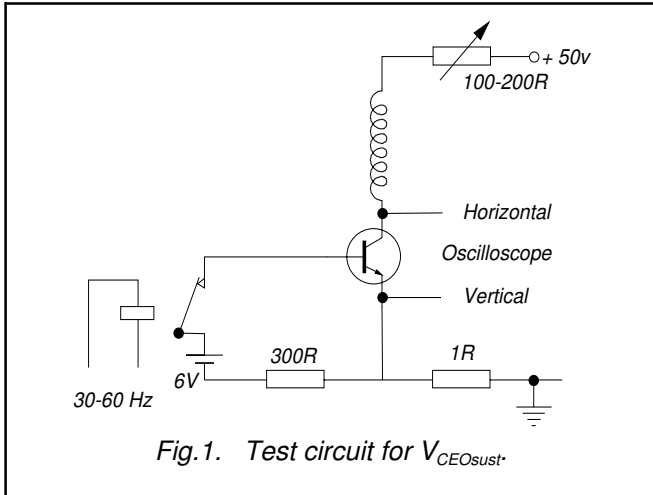 + 50v
100-200R
Horizontal
Oscilloscope
Vertical
300R
1R
6V
30-60 Hz
Fig.1. Test circuit for VCEOsust.